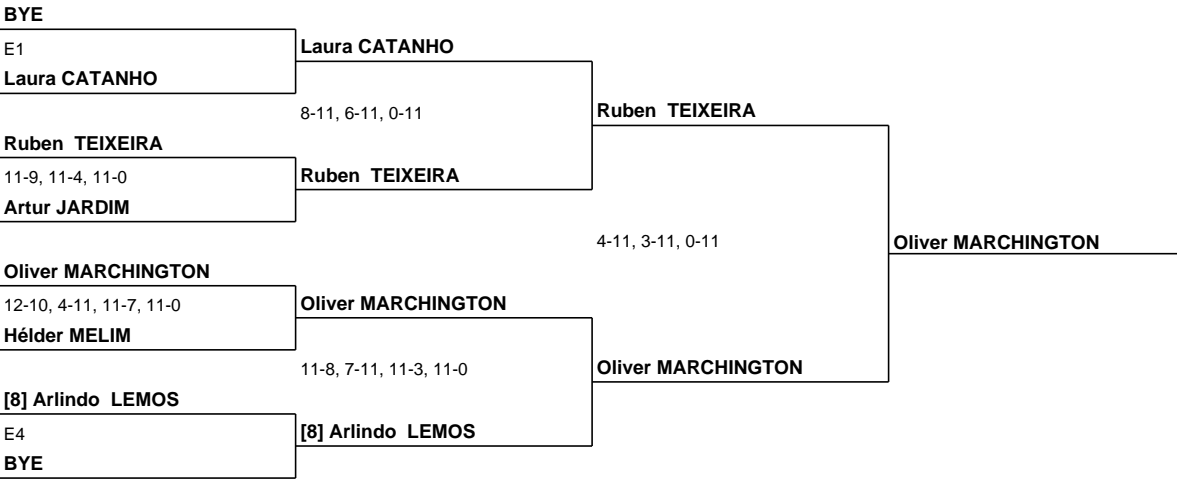 BYE
E1
Laura CATANHO
Laura CATANHO
8-11, 6-11, 0-11
Ruben TEIXEIRA
Ruben TEIXEIRA
11-9, 11-4, 11-0
Ruben TEIXEIRA
Artur JARDIM
4-11, 3-11, 0-11
Oliver MARCHINGTON
Oliver MARCHINGTON
12-10, 4-11, 11-7, 11-0
Oliver MARCHINGTON
Hélder MELIM
11-8, 7-11, 11-3, 11-0
Oliver MARCHINGTON
[8] Arlindo LEMOS
E4
[8] Arlindo LEMOS
BYE